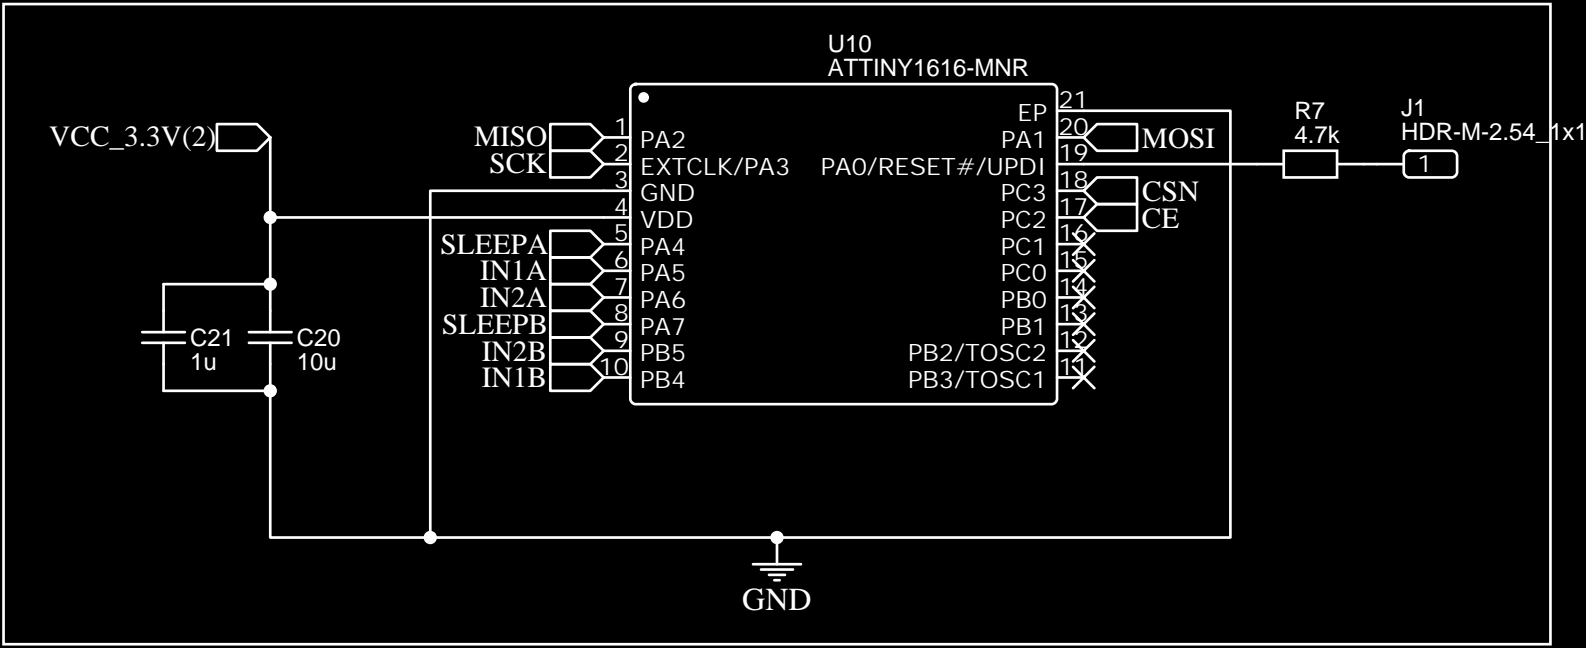 U10
ATTINY1616-MNR
VCC_3.3V(2)
MISO 1 PA2
SCK 2 EXTCLK/PA3
3 GND
4 VDD
SLEEPA 5 PA4
IN1A 6 PA5
IN2A 7 PA6
SLEEPB 8 PA7
IN2B 9 PB5
IN1B 10 PB4
EP 21
PA1 20 MOSI
PA0/RESET#/UPDI 19
PC3 18 CSN
PC2 17 CE
PC1 16
PC0 15
PB0 14
PB1 13
PB2/TOSC2 12
PB3/TOSC1 11
R7
4.7k
J1
HDR-M-2.54_1x1
1
C21
1u
C20
10u
GND